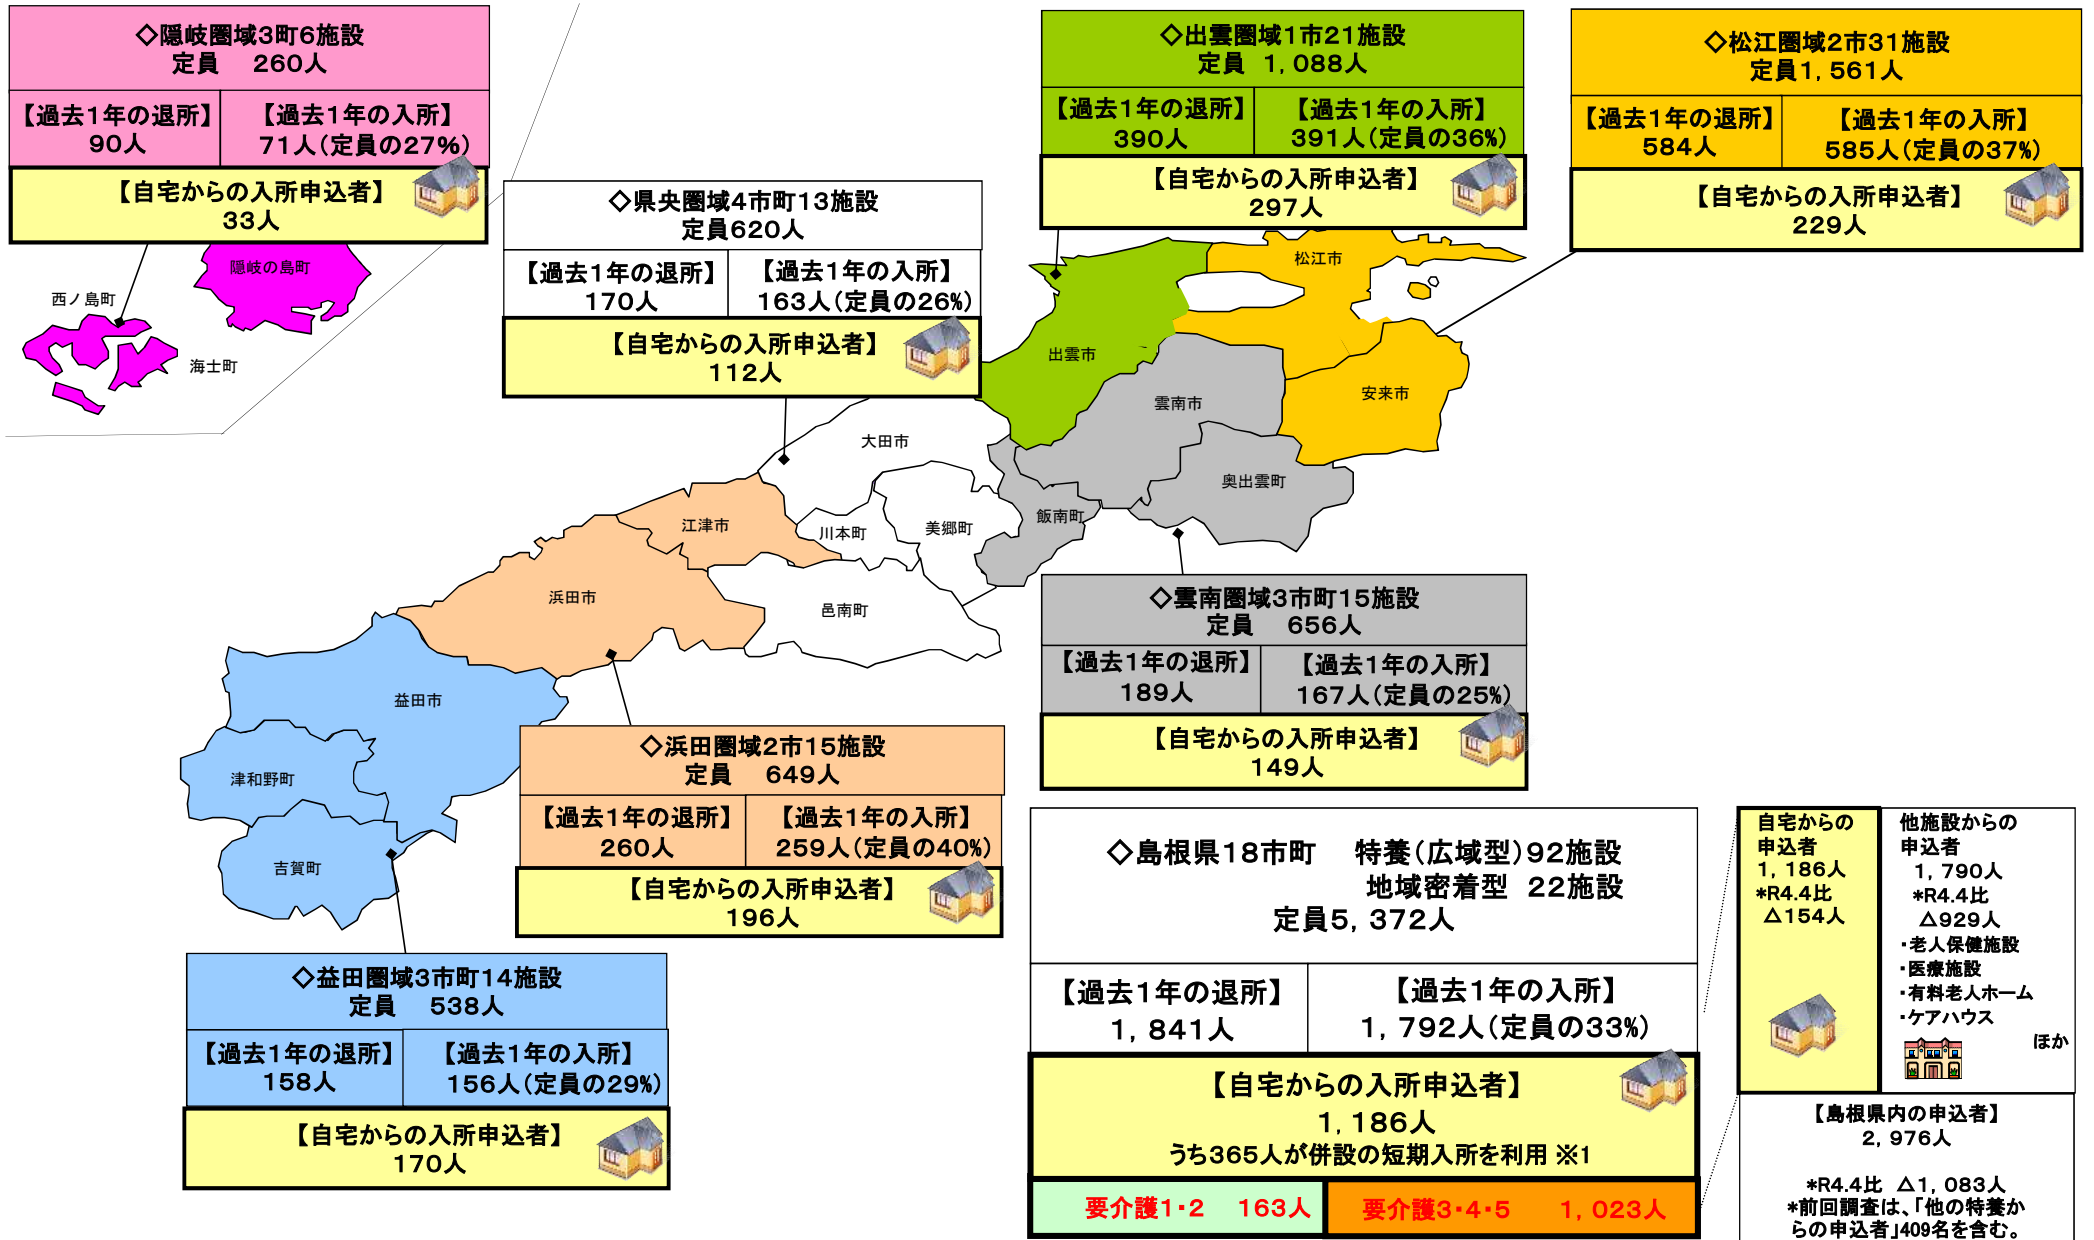 ◇隠岐圏域3町6施設
定員　260人
【過去1年の退所】
90人
【過去1年の入所】
71人(定員の27%)
【自宅からの入所申込者】
33人
◇県央圏域4市町13施設
定員620人
【過去1年の退所】
170人
【過去1年の入所】
163人(定員の26%)
【自宅からの入所申込者】
112人
◇出雲圏域1市21施設
定員 1,088人
【過去1年の退所】
390人
【過去1年の入所】
391人(定員の36%)
【自宅からの入所申込者】
297人
◇松江圏域2市31施設
定員1,561人
【過去1年の退所】
584人
【過去1年の入所】
585人(定員の37%)
【自宅からの入所申込者】
229人
隠岐の島町
西ノ島町
海士町
松江市
出雲市
安来市
雲南市
大田市
奥出雲町
飯南町
江津市
川本町
美郷町
浜田市
邑南町
益田市
津和野町
吉賀町
◇雲南圏域3市町15施設
定員　656人
【過去1年の退所】
189人
【過去1年の入所】
167人(定員の25%)
【自宅からの入所申込者】
149人
◇浜田圏域2市15施設
定員　649人
【過去1年の退所】
260人
【過去1年の入所】
259人(定員の40%)
【自宅からの入所申込者】
196人
◇益田圏域3市町14施設
定員　538人
【過去1年の退所】
158人
【過去1年の入所】
156人(定員の29%)
【自宅からの入所申込者】
170人
◇島根県18市町　特養(広域型)92施設
地域密着型 22施設
定員5,372人
【過去1年の退所】
1,841人
【過去1年の入所】
1,792人(定員の33%)
【自宅からの入所申込者】
1,186人
うち365人が併設の短期入所を利用 ※1
要介護1・2　163人
要介護3・4・5　1,023人
自宅からの
申込者
1,186人
*R4.4比
△154人
他施設からの
申込者
1,790人
*R4.4比
△929人
・老人保健施設
・医療施設
・有料老人ホーム
・ケアハウス
ほか
【島根県内の申込者】
2,976人
*R4.4比 △1,083人
*前回調査は、「他の特養か
らの申込者」409名を含む。